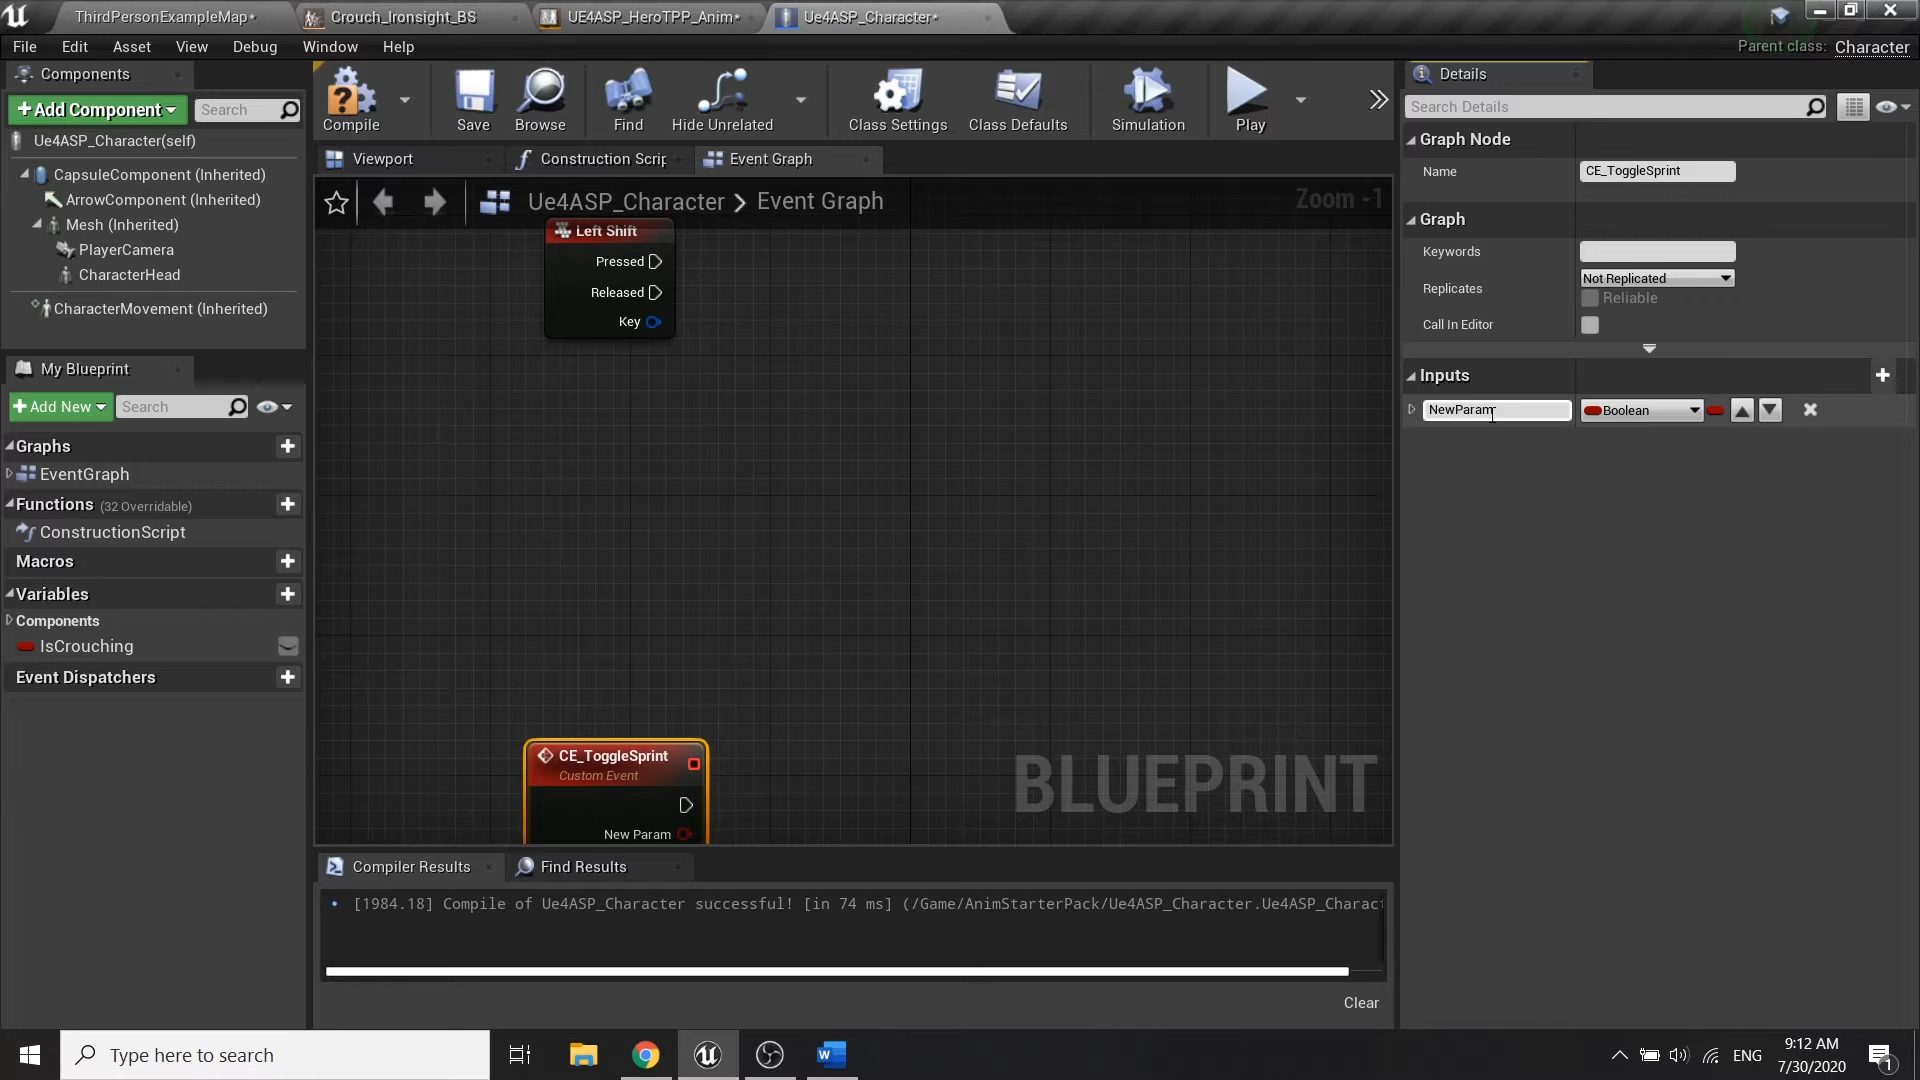 ThirdPersonExampleMap*
Crouch_Ironsight_BS
UE4ASP_HeroTPP_Anim*
Ue4ASP_Character*
File Edit Asset View Debug Window Help
Parent class: Character
Components
+Add Component
Search
Ue4ASP_Character(self)
CapsuleComponent (Inherited)
ArrowComponent (Inherited)
Mesh (Inherited)
PlayerCamera
CharacterHead
CharacterMovement (Inherited)
My Blueprint
+Add New
Search
Graphs
EventGraph
Functions (32 Overridable)
ConstructionScript
Macros
Variables
Components
IsCrouching
Event Dispatchers
Compile
Save
Browse
Find
Hide Unrelated
Class Settings
Class Defaults
Simulation
Play
Viewport
Construction Scrip
Event Graph
Ue4ASP_Character > Event Graph
Zoom -1
Left Shift
Pressed
Released
Key
CE_ToggleSprint
Custom Event
New Param
BLUEPRINT
Compiler Results
Find Results
• [1984.18] Compile of Ue4ASP_Character successful! [in 74 ms] (/Game/AnimStarterPack/Ue4ASP_Character.Ue4ASP_Charact
Clear
Details
Search Details
Graph Node
Name CE_ToggleSprint
Graph
Keywords
Replicates
Not Replicated
Reliable
Call In Editor
Inputs
NewParam
Boolean
Type here to search
ENG
9:12 AM
7/30/2020
1